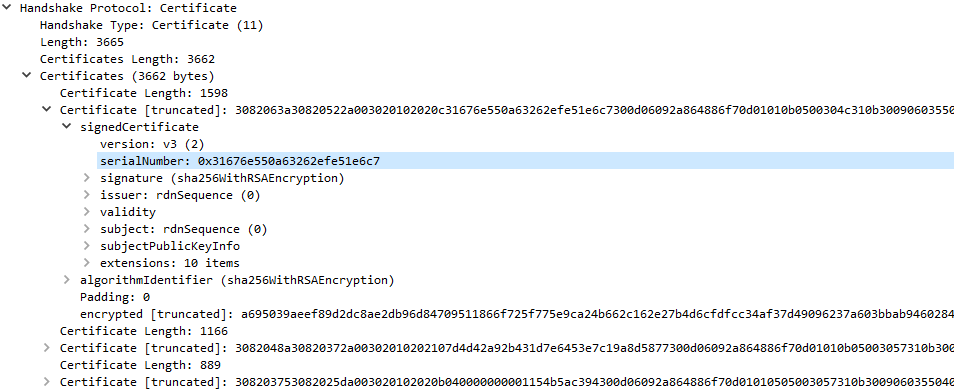 Handshake Protocol: Certificate
Handshake Type: Certificate (11)
Length: 3665
Certificates Length: 3662
Certificates (3662 bytes)
Certificate Length: 1598
Certificate [truncated]: 3082063a30820522a003020102020c31676e550a63262efe51e6c7300d06092a864886f70d01010b0500304c310b30090603550
signedCertificate
version: v3 (2)
serialNumber: 0x31676e550a63262efe51e6c7
signature (sha256WithRSAEncryption)
issuer: rdnSequence (0)
validity
subject: rdnSequence (0)
subjectPublicKeyInfo
extensions: 10 items
algorithmIdentifier (sha256WithRSAEncryption)
Padding: 0
encrypted [truncated]: a695039aeef89d2dc8ae2db96d84709511866f725f775e9ca24b662c162e27b4d6cfdfcc34af37d49096237a603bbab9460284
Certificate Length: 1166
Certificate [truncated]: 3082048a30820372a00302010202107d4d42a92b431d7e6453e7c19a8d5877300d06092a864886f70d01010b05003057310b300
Certificate Length: 889
Certificate [truncated]: 308203753082025da003020102020b040000000001154b5ac394300d06092a864886f70d01010505003057310b3009060355040